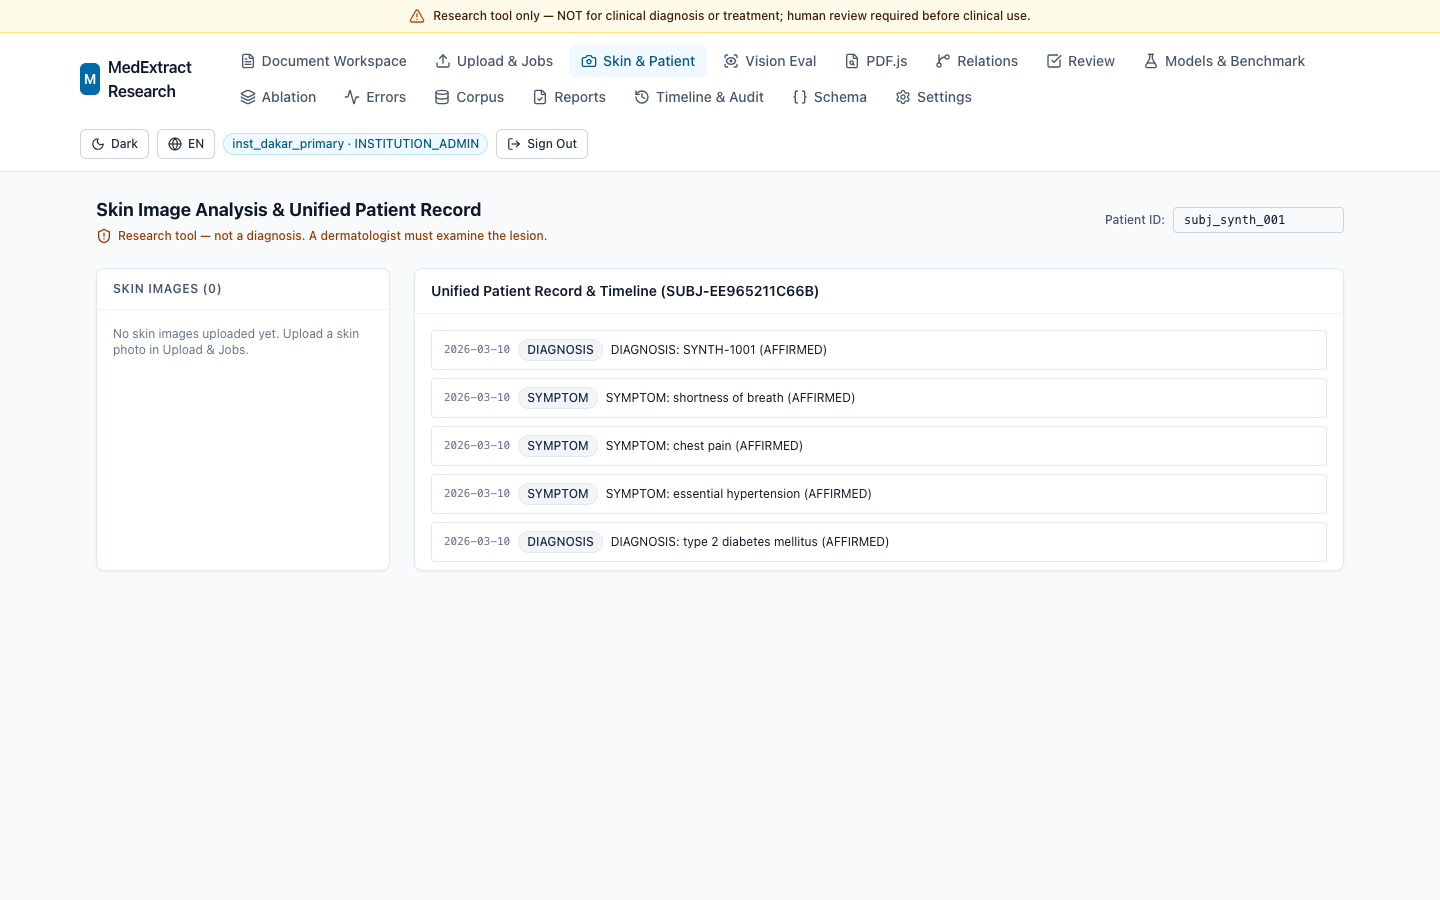 Research tool only — NOT for clinical diagnosis or treatment; human review required before clinical use.
M
MedExtract Research
Document Workspace
Upload & Jobs
Skin & Patient
Vision Eval
PDF.js
Relations
Review
Models & Benchmark
Ablation
Errors
Corpus
Reports
Timeline & Audit
Schema
Settings
Dark
EN
inst_dakar_primary · INSTITUTION_ADMIN
Sign Out
Skin Image Analysis & Unified Patient Record
Research tool — not a diagnosis. A dermatologist must examine the lesion.
Patient ID: subj_synth_001
SKIN IMAGES (0)
No skin images uploaded yet. Upload a skin
photo in Upload & Jobs.
Unified Patient Record & Timeline (SUBJ-EE965211C66B)
2026-03-10 DIAGNOSIS DIAGNOSIS: SYNTH-1001 (AFFIRMED)
2026-03-10 SYMPTOM SYMPTOM: shortness of breath (AFFIRMED)
2026-03-10 SYMPTOM SYMPTOM: chest pain (AFFIRMED)
2026-03-10 SYMPTOM SYMPTOM: essential hypertension (AFFIRMED)
2026-03-10 DIAGNOSIS DIAGNOSIS: type 2 diabetes mellitus (AFFIRMED)